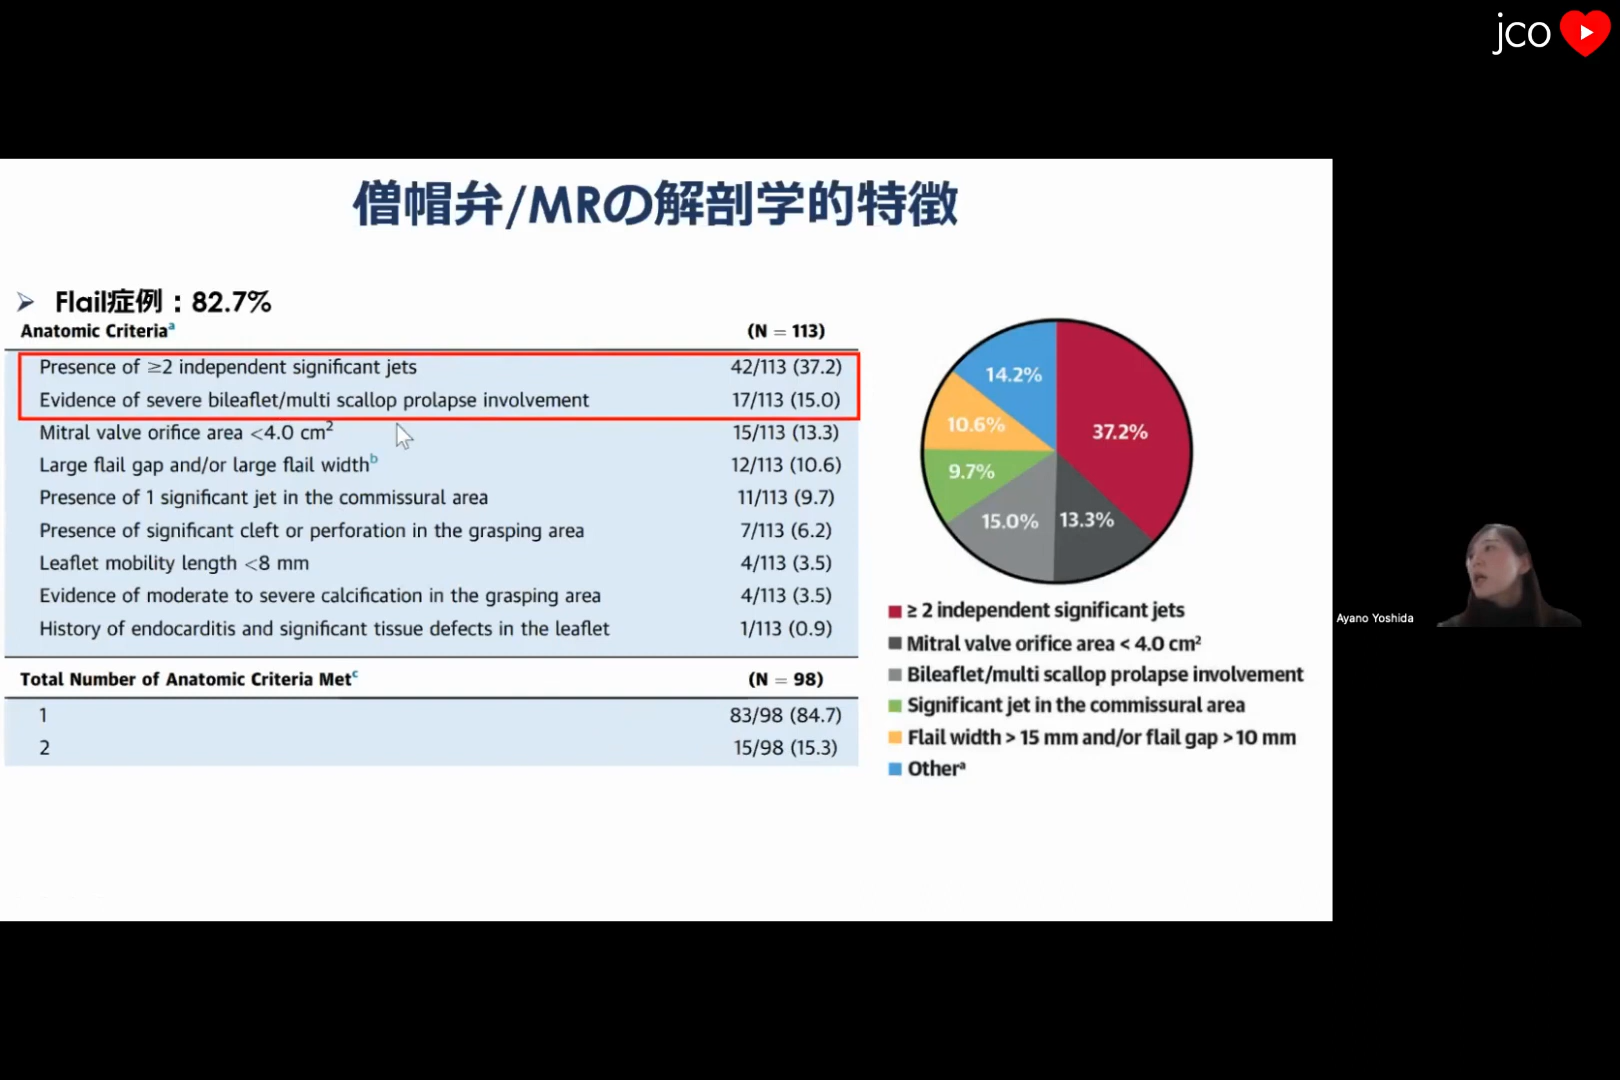 jco
僧帽弁/MRの解剖学的特徴
➢ Flail症例：82.7%
Anatomic Criteriaᵃ (N = 113)
Presence of ≥2 independent significant jets 42/113 (37.2)
Evidence of severe bileaflet/multi scallop prolapse involvement 17/113 (15.0)
Mitral valve orifice area <4.0 cm² 15/113 (13.3)
Large flail gap and/or large flail widthᵇ 12/113 (10.6)
Presence of 1 significant jet in the commissural area 11/113 (9.7)
Presence of significant cleft or perforation in the grasping area 7/113 (6.2)
Leaflet mobility length <8 mm 4/113 (3.5)
Evidence of moderate to severe calcification in the grasping area 4/113 (3.5)
History of endocarditis and significant tissue defects in the leaflet 1/113 (0.9)
Total Number of Anatomic Criteria Metᶜ (N = 98)
1 83/98 (84.7)
2 15/98 (15.3)
14.2%
10.6%
37.2%
9.7%
15.0%
13.3%
≥ 2 independent significant jets
Mitral valve orifice area < 4.0 cm²
Bileaflet/multi scallop prolapse involvement
Significant jet in the commissural area
Flail width > 15 mm and/or flail gap > 10 mm
Otherᵃ
Ayano Yoshida